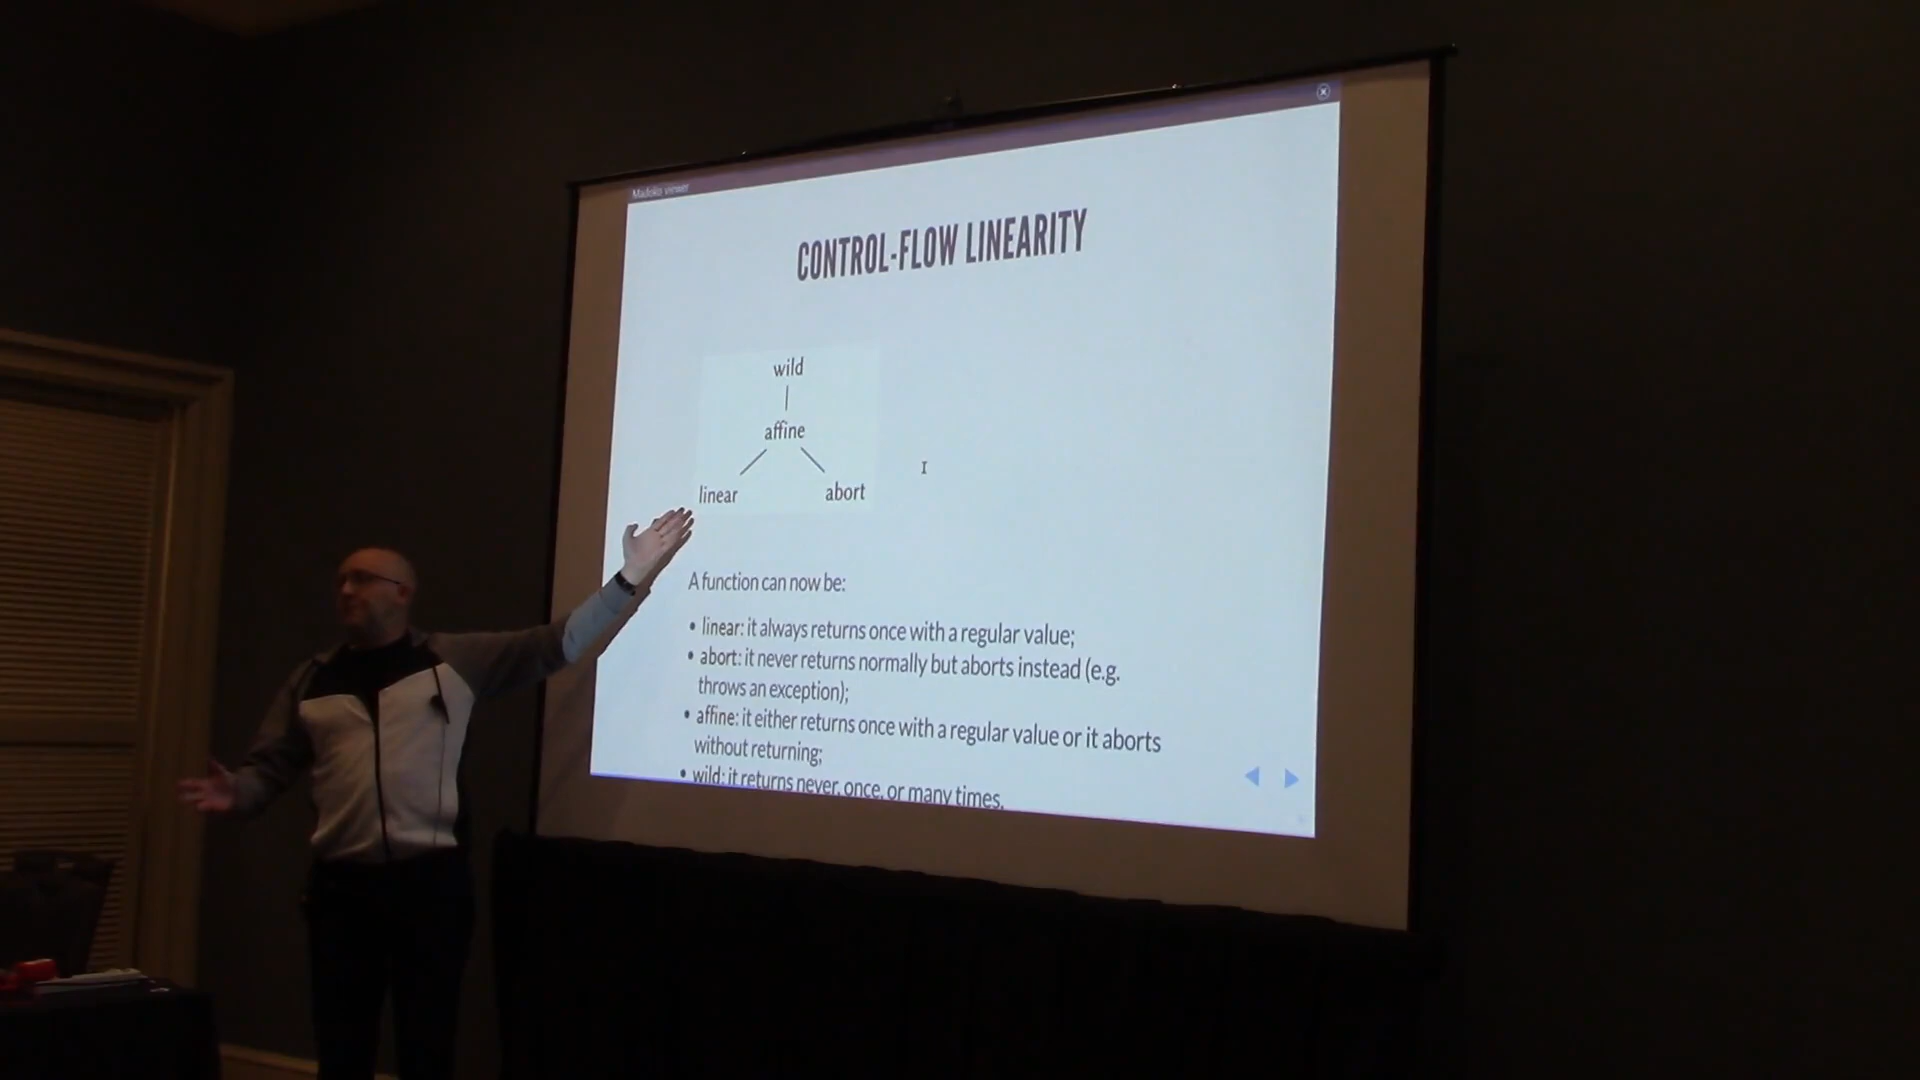 Madoko viewer
CONTROL-FLOW LINEARITY
wild
affine
linear abort
A function can now be:
• linear: it always returns once with a regular value;
• abort: it never returns normally but aborts instead (e.g.
throws an exception);
• affine: it either returns once with a regular value or it aborts
without returning;
• wild: it returns never, once, or many times.